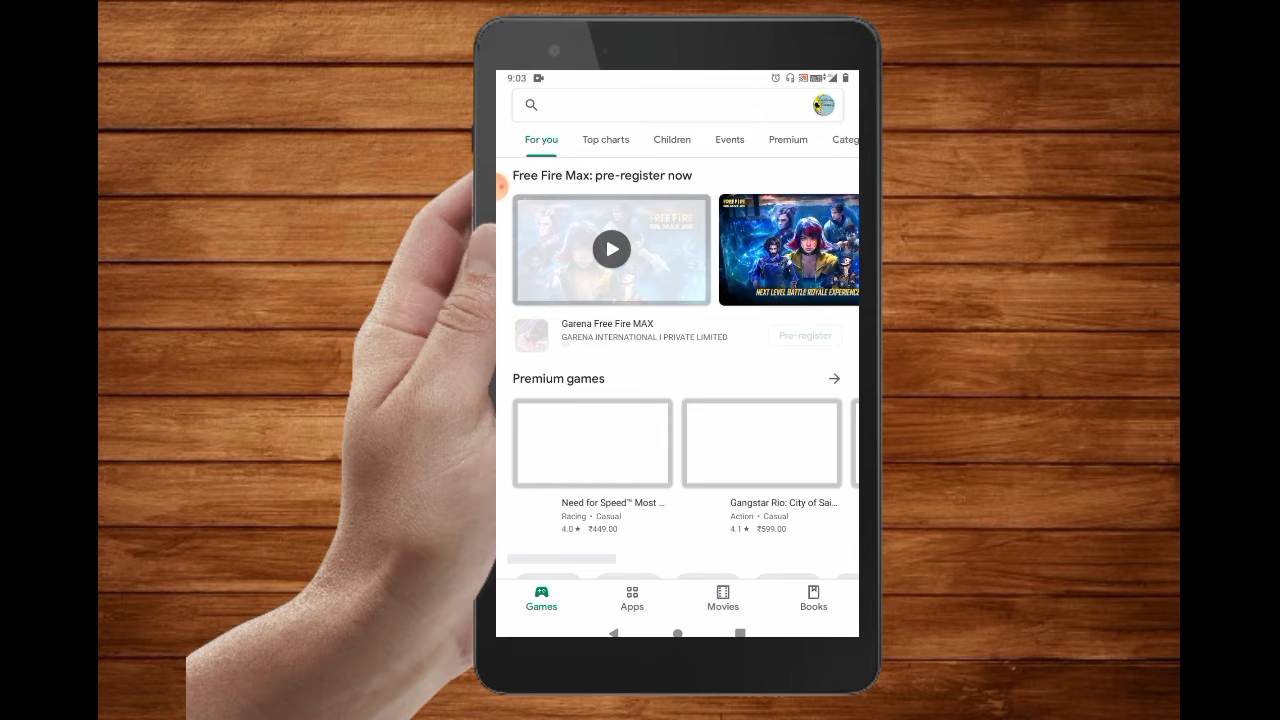 9:03
For you Top charts Children Events Premium Categ
Free Fire Max: pre-register now
FREE FIRE
FREE FIRE
NEXT LEVEL BATTLE ROYALE EXPERIENCE
Garena Free Fire MAX
GARENA INTERNATIONAL I PRIVATE LIMITED
Pre-register
Premium games
Need for Speed™ Most ...
Racing • Casual
4.0 ★ ₹449.00
Gangstar Rio: City of Sai...
Action • Casual
4.1 ★ ₹599.00
Games Apps Movies Books